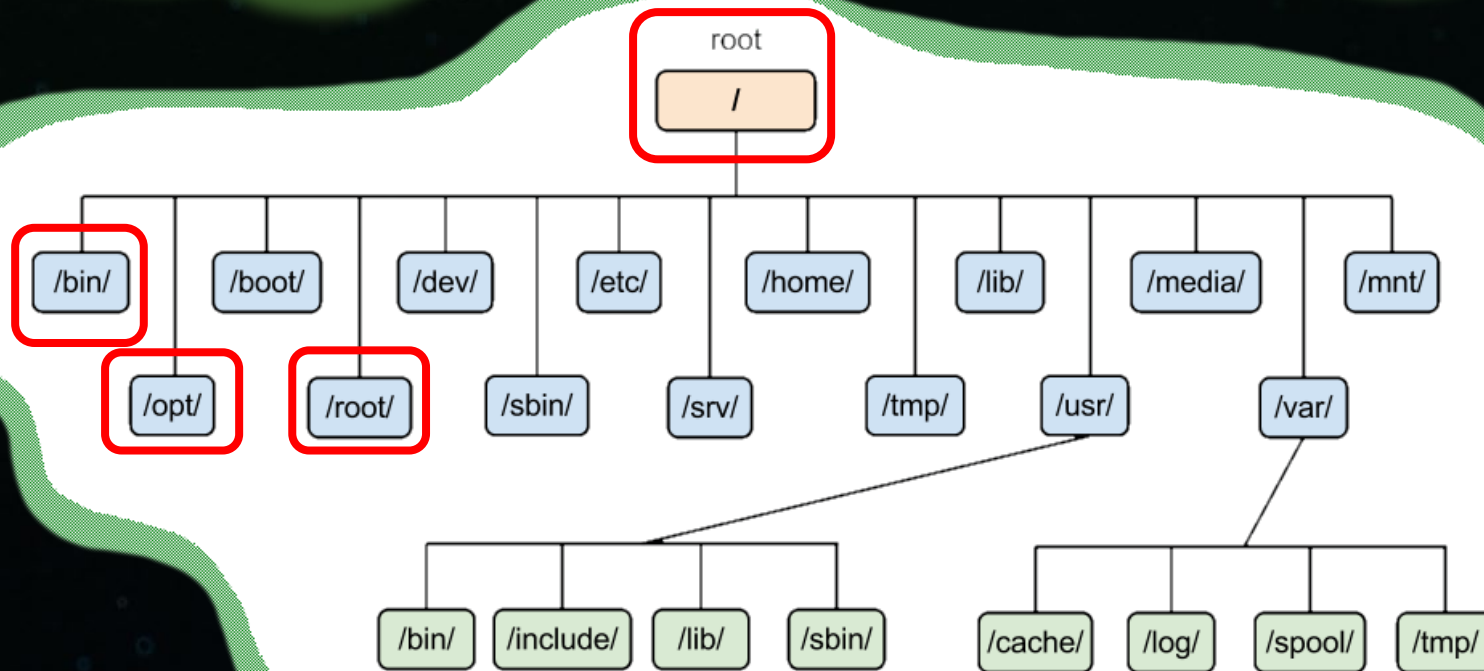 root
/
/bin/ /boot/ /dev/ /etc/ /home/ /lib/ /media/ /mnt/
/opt/ /root/ /sbin/ /srv/ /tmp/ /usr/ /var/
/bin/ /include/ /lib/ /sbin/ /cache/ /log/ /spool/ /tmp/